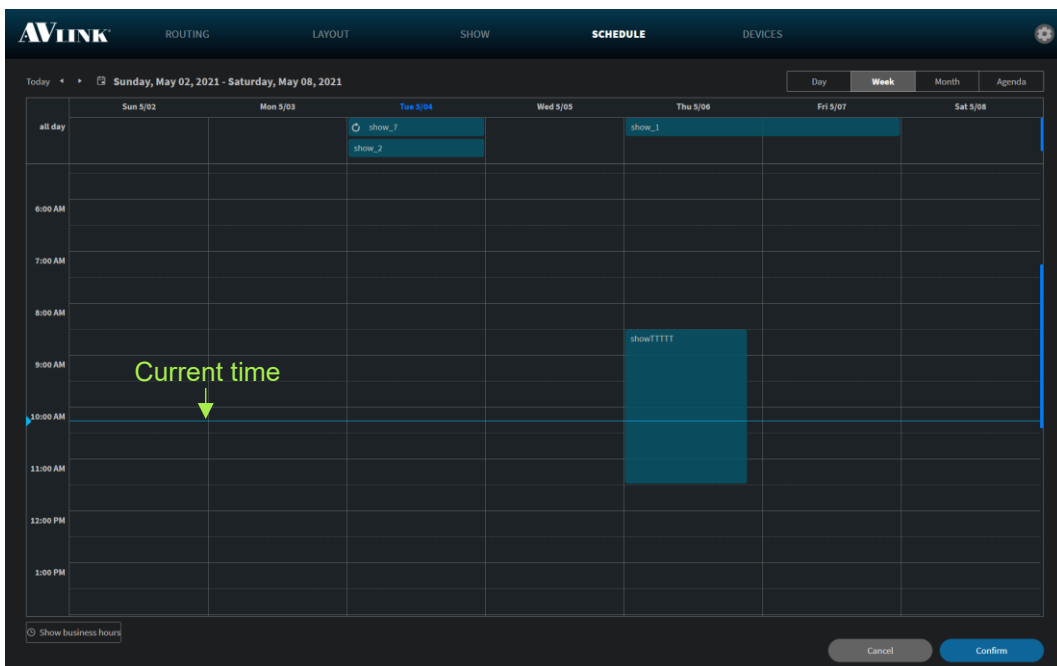 AVLINK ROUTING LAYOUT SHOW SCHEDULE DEVICES
Today Sunday, May 02, 2021 - Saturday, May 08, 2021 Day Week Month Agenda
Sun 5/02 Mon 5/03 Tue 5/04 Wed 5/05 Thu 5/06 Fri 5/07 Sat 5/08
all day show_7 show_1
show_2
6:00 AM
7:00 AM
8:00 AM
showTTTTT
9:00 AM
Current time
10:00 AM
11:00 AM
12:00 PM
1:00 PM
Show business hours
Cancel Confirm